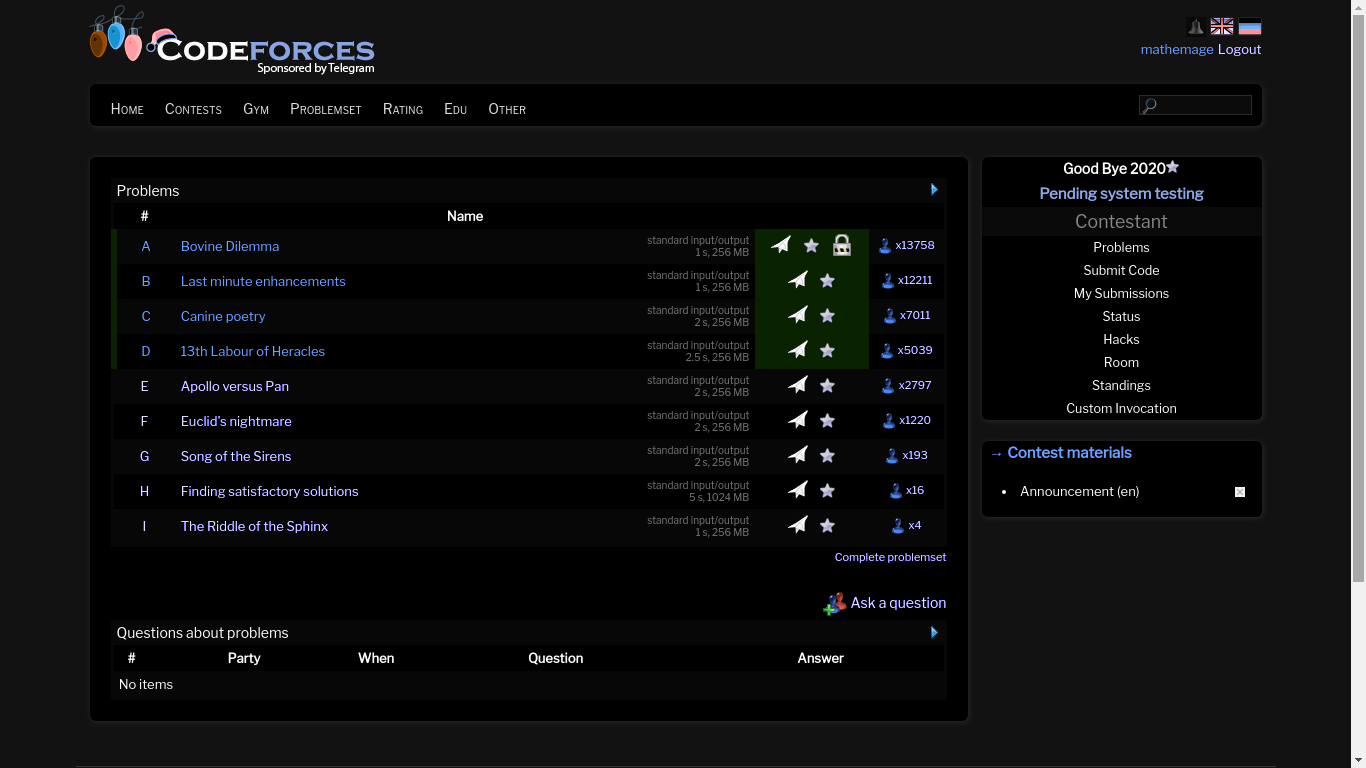 CODEFORCES
Sponsored by Telegram
mathemage Logout
Home Contests Gym Problemset Rating Edu Other
Problems
# Name
A Bovine Dilemma standard input/output 1 s, 256 MB x13758
B Last minute enhancements standard input/output 1 s, 256 MB x12211
C Canine poetry standard input/output 2 s, 256 MB x7011
D 13th Labour of Heracles standard input/output 2.5 s, 256 MB x5039
E Apollo versus Pan standard input/output 2 s, 256 MB x2797
F Euclid's nightmare standard input/output 2 s, 256 MB x1220
G Song of the Sirens standard input/output 2 s, 256 MB x193
H Finding satisfactory solutions standard input/output 5 s, 1024 MB x16
I The Riddle of the Sphinx standard input/output 1 s, 256 MB x4
Complete problemset
Ask a question
Questions about problems
# Party When Question Answer
No items
Good Bye 2020
Pending system testing
Contestant
Problems
Submit Code
My Submissions
Status
Hacks
Room
Standings
Custom Invocation
→ Contest materials
• Announcement (en)